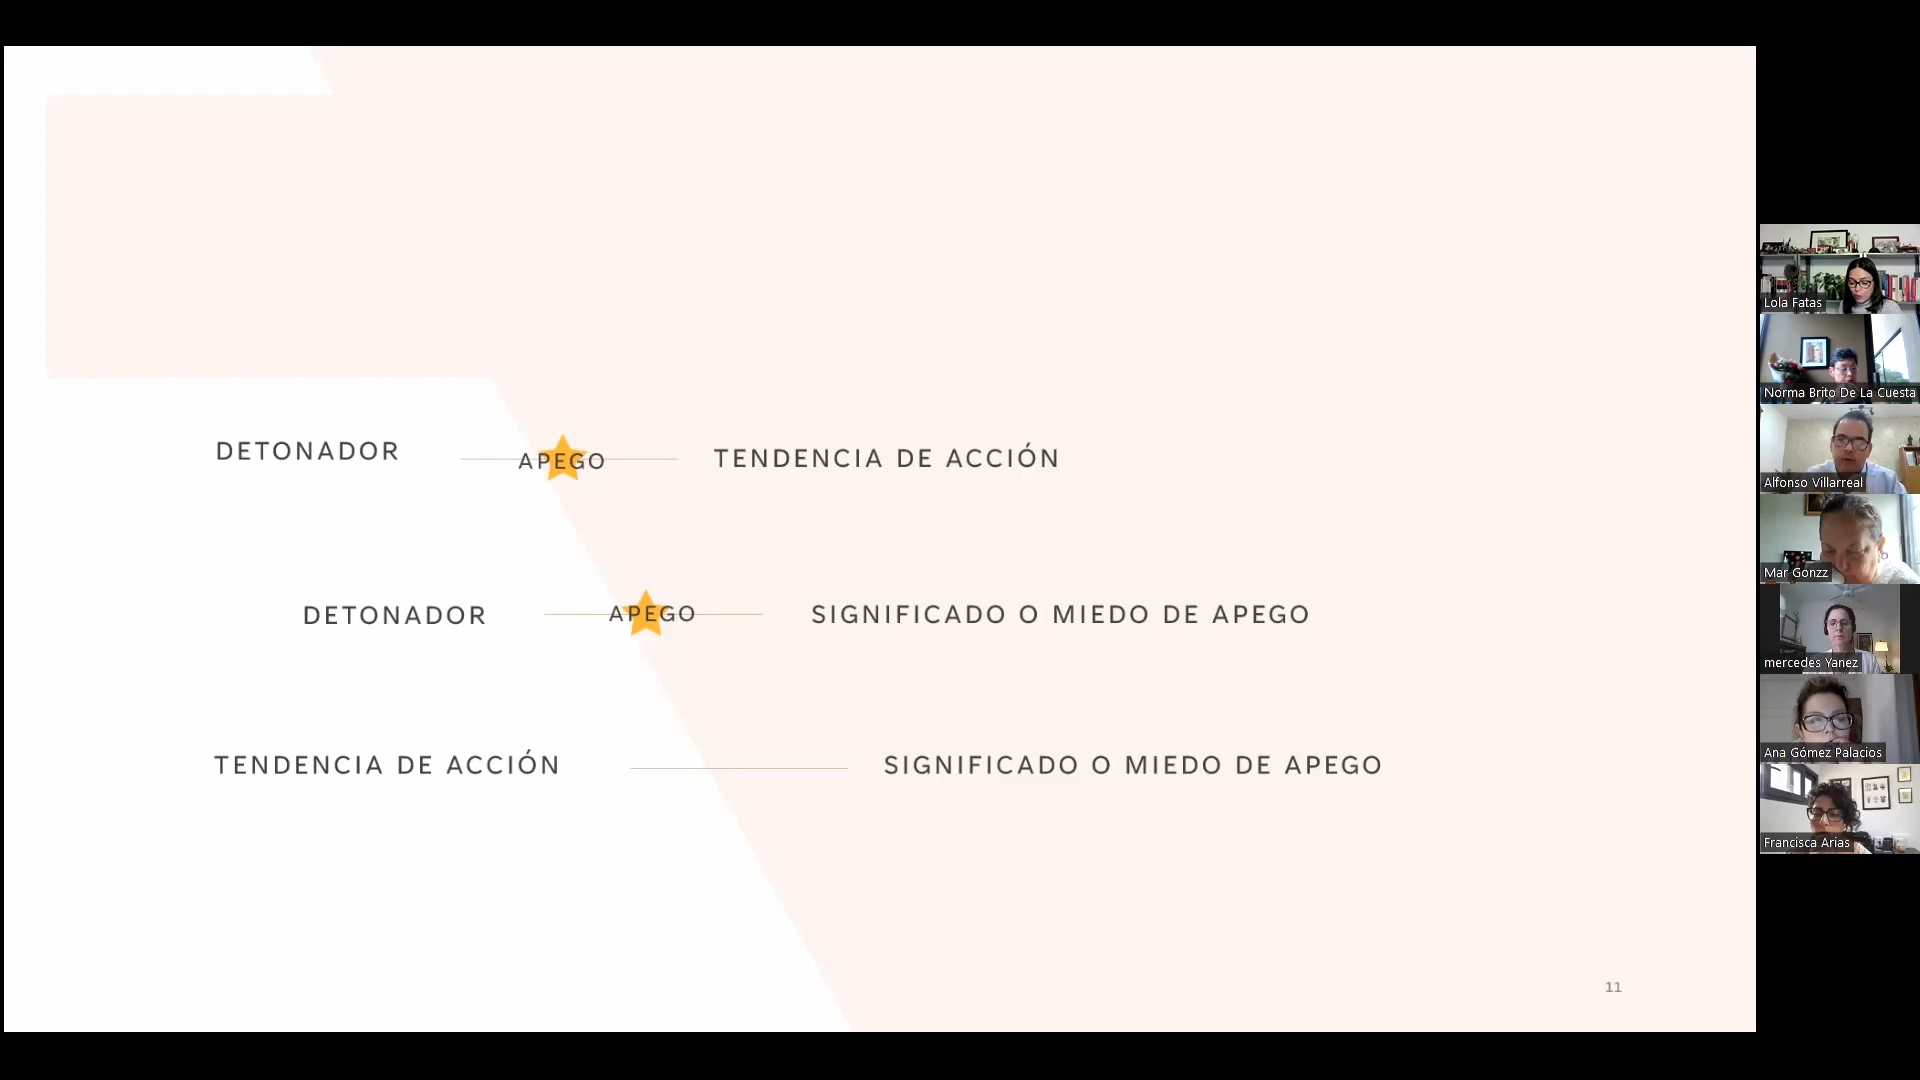 DETONADOR APEGO TENDENCIA DE ACCIÓN
DETONADOR APEGO SIGNIFICADO O MIEDO DE APEGO
TENDENCIA DE ACCIÓN SIGNIFICADO O MIEDO DE APEGO
11
Lola Fatas
Norma Brito De La Cuesta
Alfonso Villarreal
Mar Gonzz
mercedes Yanez
Ana Gómez Palacios
Francisca Arias